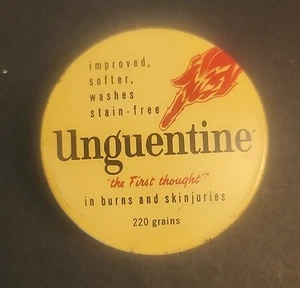 improved,
softer,
washes
stain-free
Unguentine
"the First thought"
in burns and skinjuries
220 grains